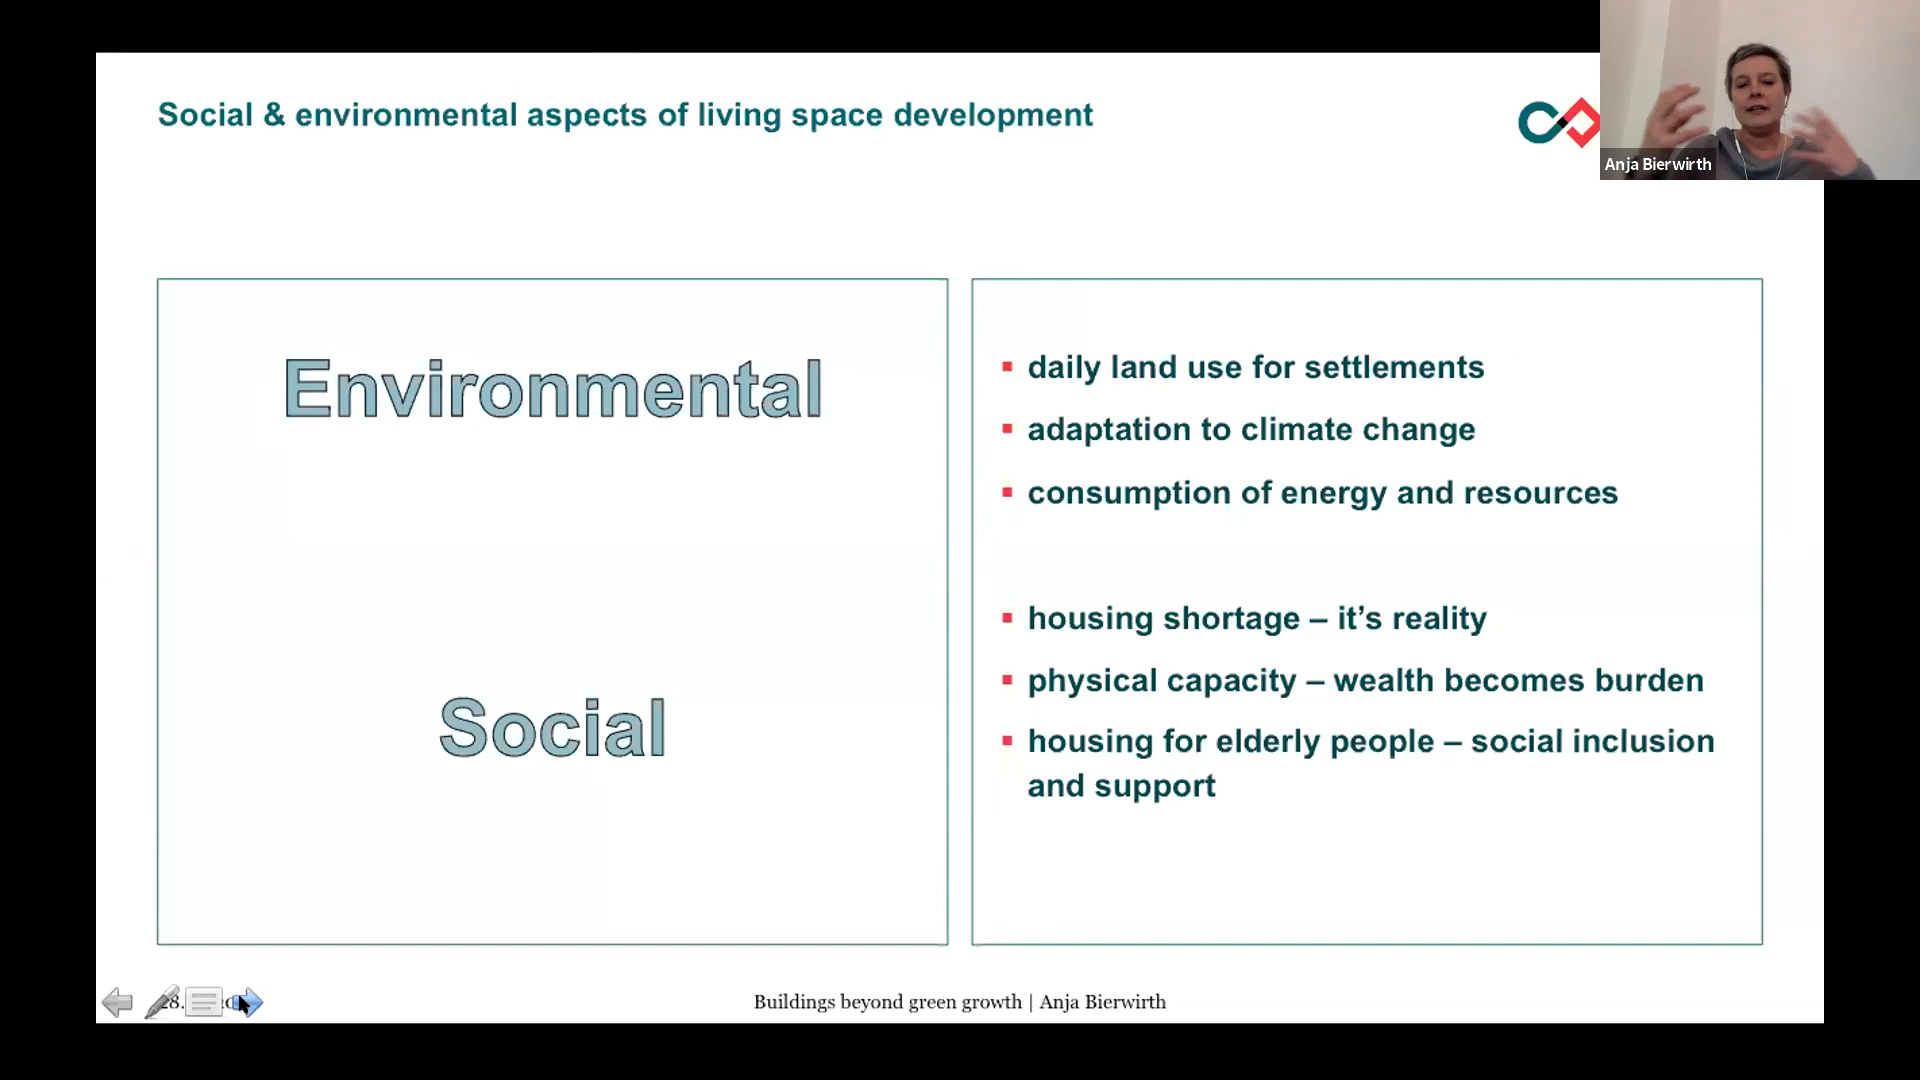 Social & environmental aspects of living space development
Anja Bierwirth
Environmental
Social
daily land use for settlements
adaptation to climate change
consumption of energy and resources
housing shortage – it’s reality
physical capacity – wealth becomes burden
housing for elderly people – social inclusion
and support
Buildings beyond green growth | Anja Bierwirth